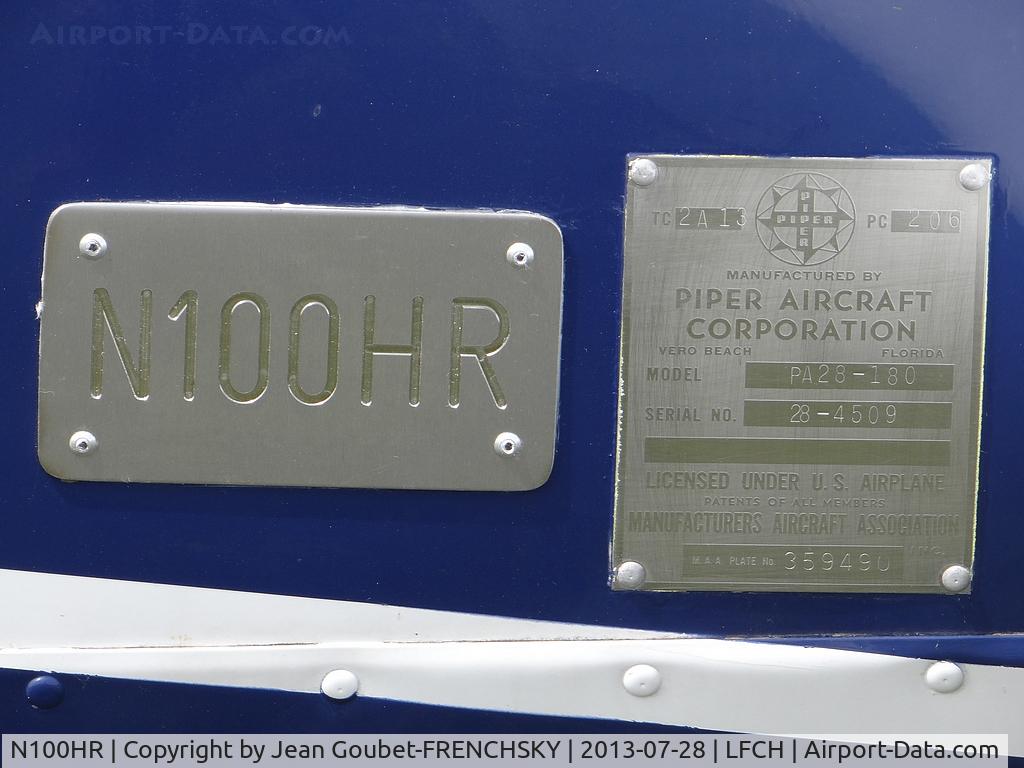 AIRPORT-DATA.COM
N100HR
TC 2A13 PC 206
PIPER
PIPER
MANUFACTURED BY
PIPER AIRCRAFT
CORPORATION
VERO BEACH FLORIDA
MODEL PA28-180
SERIAL NO. 28-4509
LICENSED UNDER U.S. AIRPLANE
PATENTS OF ALL MEMBERS
MANUFACTURERS AIRCRAFT ASSOCIATION
INC.
M.A.A. PLATE No. 359490
N100HR | Copyright by Jean Goubet-FRENCHSKY | 2013-07-28 | LFCH | Airport-Data.com